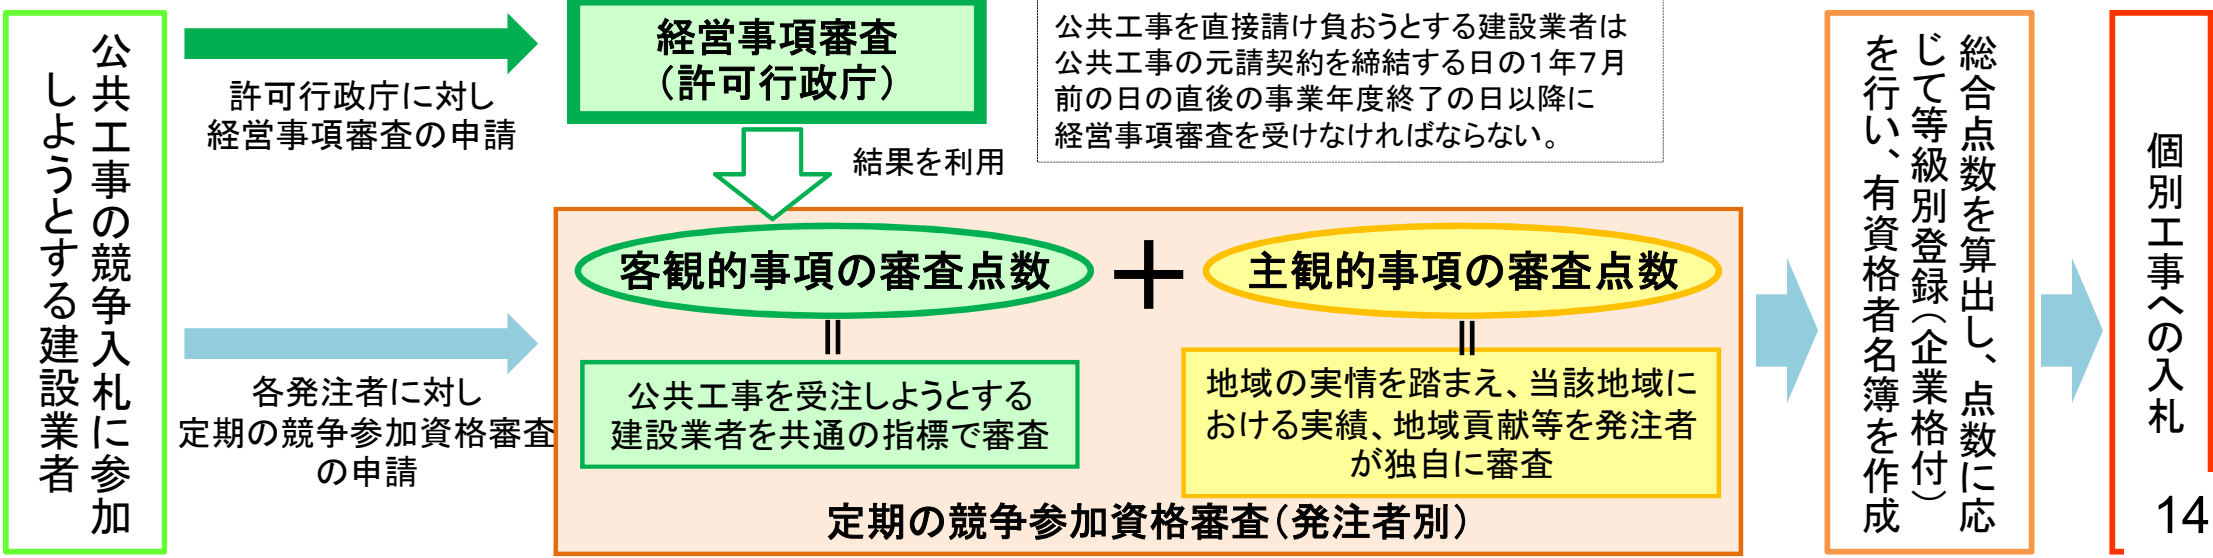 公共工事の競争入札に参加
しようとする建設業者
許可行政庁に対し
経営事項審査の申請
経営事項審査
（許可行政庁）
公共工事を直接請け負おうとする建設業者は
公共工事の元請契約を締結する日の１年７月
前の日の直後の事業年度終了の日以降に
経営事項審査を受けなければならない。
結果を利用
各発注者に対し
定期の競争参加資格審査
の申請
客観的事項の審査点数
＋
主観的事項の審査点数
＝
＝
公共工事を受注しようとする
建設業者を共通の指標で審査
地域の実情を踏まえ、当該地域に
おける実績、地域貢献等を発注者
が独自に審査
定期の競争参加資格審査（発注者別）
総合点数を算出し、点数に応
じて等級別登録（企業格付）
を行い、有資格者名簿を作成
個別工事への入札
14